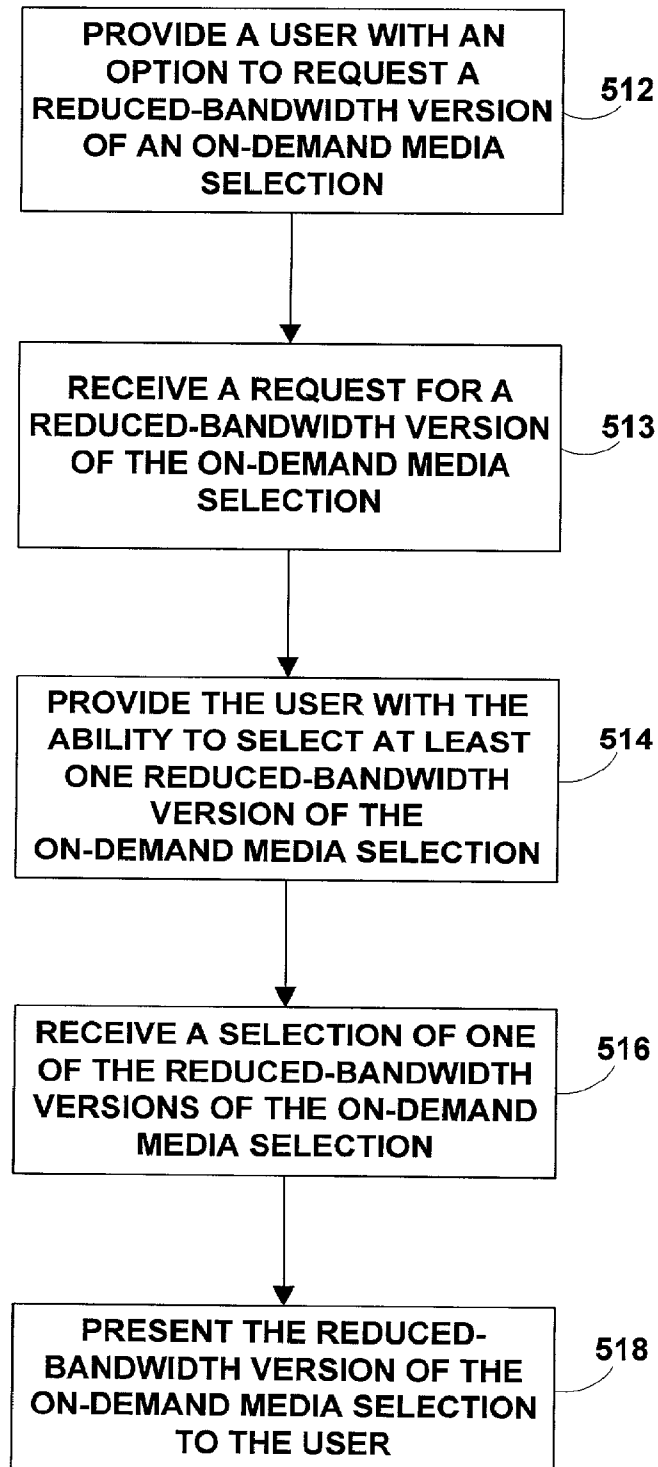 PROVIDE A USER WITH AN
OPTION TO REQUEST A
REDUCED-BANDWIDTH VERSION
OF AN ON-DEMAND MEDIA
SELECTION
512
RECEIVE A REQUEST FOR A
REDUCED-BANDWIDTH VERSION
OF THE ON-DEMAND MEDIA
SELECTION
513
PROVIDE THE USER WITH THE
ABILITY TO SELECT AT LEAST
ONE REDUCED-BANDWIDTH
VERSION OF THE
ON-DEMAND MEDIA SELECTION
514
RECEIVE A SELECTION OF ONE
OF THE REDUCED-BANDWIDTH
VERSIONS OF THE ON-DEMAND
MEDIA SELECTION
516
PRESENT THE REDUCED-
BANDWIDTH VERSION OF THE
ON-DEMAND MEDIA SELECTION
TO THE USER
518